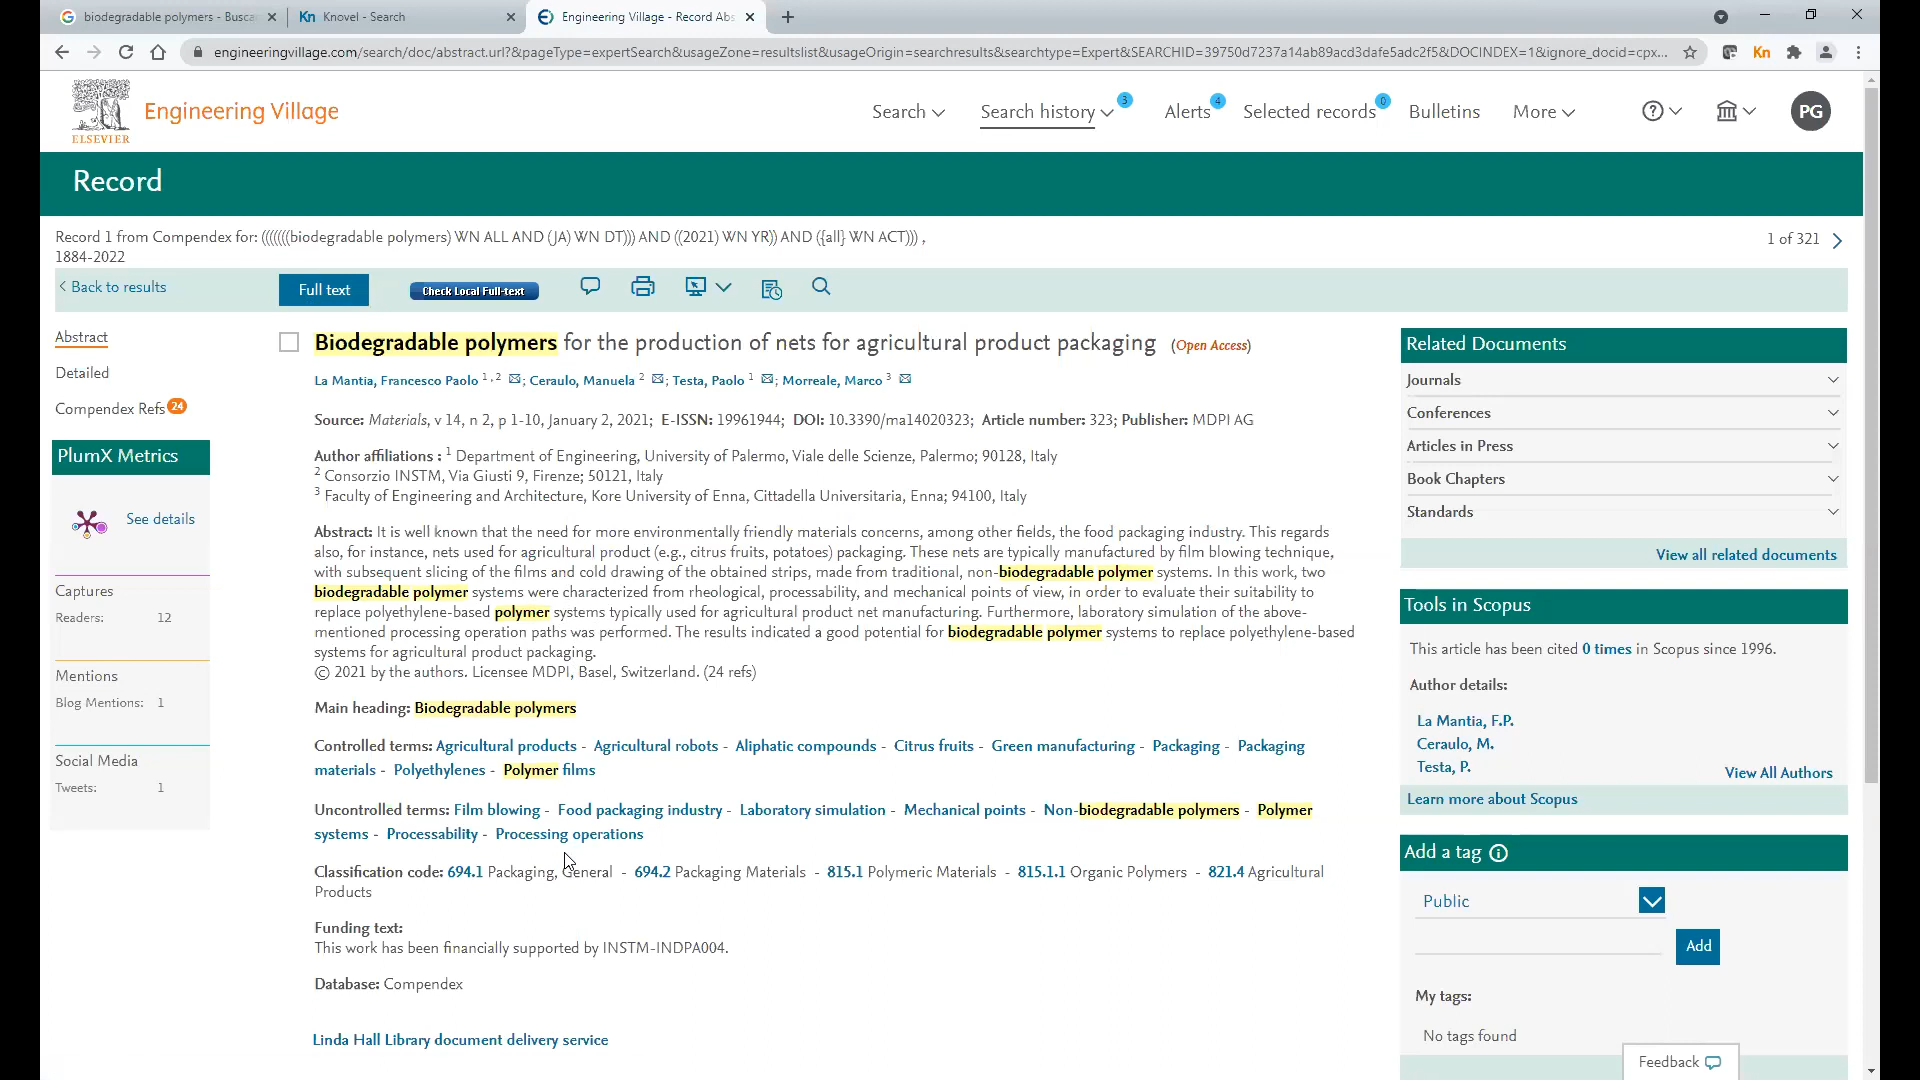 biodegradable polymers - Busca
Knovel - Search
Engineering Village - Record Abs
engineeringvillage.com/search/doc/abstract.url?&pageType=expertSearch&usageZone=resultslist&usageOrigin=searchresults&searchtype=Expert&SEARCHID=39750d7237a14ab89acd3dafe5adc2f5&DOCINDEX=1&ignore_docid=cpx...
Kn
ELSEVIER
Engineering Village
Search
Search history 3
Alerts 4
Selected records 0
Bulletins
More
PG
Record
Record 1 from Compendex for: (((((((biodegradable polymers) WN ALL AND (JA) WN DT))) AND ((2021) WN YR)) AND ({all} WN ACT))) ,
1884-2022
1 of 321
Back to results
Full text
Check Local Full-text
Abstract
Detailed
Compendex Refs 24
PlumX Metrics
See details
Captures
Readers: 12
Mentions
Blog Mentions: 1
Social Media
Tweets: 1
Biodegradable polymers for the production of nets for agricultural product packaging (Open Access)
La Mantia, Francesco Paolo 1, 2 ; Ceraulo, Manuela 2 ; Testa, Paolo 1 ; Morreale, Marco 3
Source: Materials, v 14, n 2, p 1-10, January 2, 2021; E-ISSN: 19961944; DOI: 10.3390/ma14020323; Article number: 323; Publisher: MDPI AG
Author affiliations : 1 Department of Engineering, University of Palermo, Viale delle Scienze, Palermo; 90128, Italy
2 Consorzio INSTM, Via Giusti 9, Firenze; 50121, Italy
3 Faculty of Engineering and Architecture, Kore University of Enna, Cittadella Universitaria, Enna; 94100, Italy
Abstract: It is well known that the need for more environmentally friendly materials concerns, among other fields, the food packaging industry. This regards
also, for instance, nets used for agricultural product (e.g., citrus fruits, potatoes) packaging. These nets are typically manufactured by film blowing technique,
with subsequent slicing of the films and cold drawing of the obtained strips, made from traditional, non-biodegradable polymer systems. In this work, two
biodegradable polymer systems were characterized from rheological, processability, and mechanical points of view, in order to evaluate their suitability to
replace polyethylene-based polymer systems typically used for agricultural product net manufacturing. Furthermore, laboratory simulation of the above-
mentioned processing operation paths was performed. The results indicated a good potential for biodegradable polymer systems to replace polyethylene-based
systems for agricultural product packaging.
© 2021 by the authors. Licensee MDPI, Basel, Switzerland. (24 refs)
Main heading: Biodegradable polymers
Controlled terms: Agricultural products - Agricultural robots - Aliphatic compounds - Citrus fruits - Green manufacturing - Packaging - Packaging
materials - Polyethylenes - Polymer films
Uncontrolled terms: Film blowing - Food packaging industry - Laboratory simulation - Mechanical points - Non-biodegradable polymers - Polymer
systems - Processability - Processing operations
Classification code: 694.1 Packaging, General - 694.2 Packaging Materials - 815.1 Polymeric Materials - 815.1.1 Organic Polymers - 821.4 Agricultural
Products
Funding text:
This work has been financially supported by INSTM-INDPA004.
Database: Compendex
Linda Hall Library document delivery service
Related Documents
Journals
Conferences
Articles in Press
Book Chapters
Standards
View all related documents
Tools in Scopus
This article has been cited 0 times in Scopus since 1996.
Author details:
La Mantia, F.P.
Ceraulo, M.
Testa, P.
View All Authors
Learn more about Scopus
Add a tag
Public
Add
My tags:
No tags found
Feedback